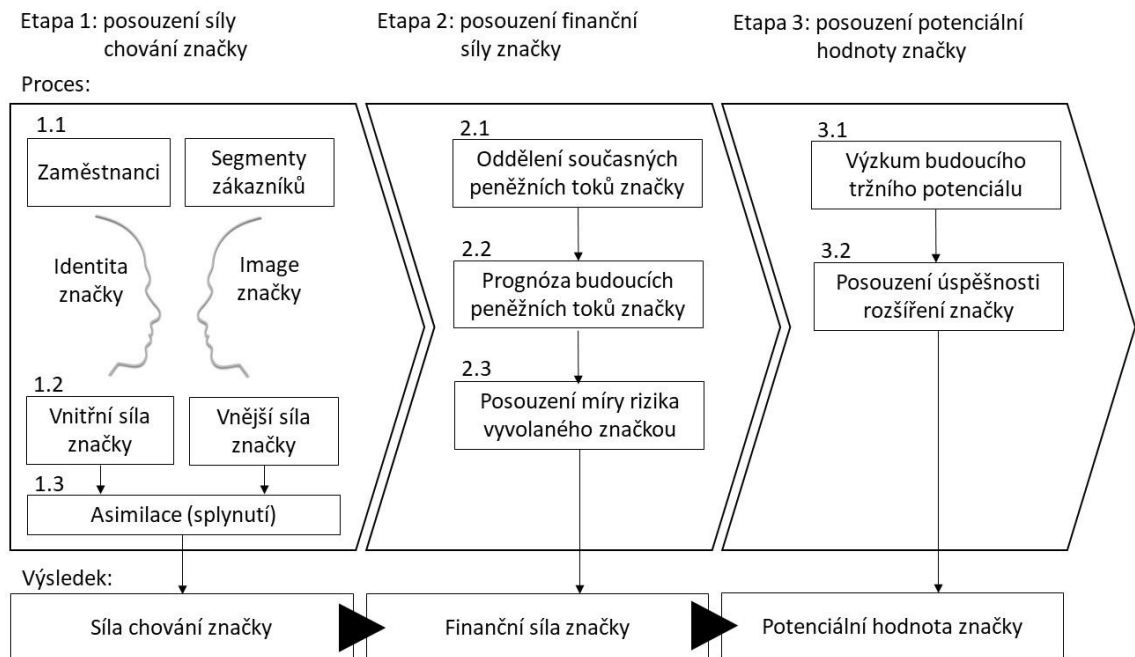 Etapa 1: posouzení síly
chování značky
Etapa 2: posouzení finanční
síly značky
Etapa 3: posouzení potenciální
hodnoty značky
Proces:
1.1
Zaměstnanci
Segmenty
zákazníků
Identita
značky
Image
značky
1.2
Vnitřní síla
značky
Vnější síla
značky
1.3
Asimilace (splynutí)
2.1
Oddělení současných
peněžních toků značky
2.2
Prognóza budoucích
peněžních toků značky
2.3
Posouzení míry rizika
vyvolaného značkou
3.1
Výzkum budoucího
tržního potenciálu
3.2
Posouzení úspěšnosti
rozšíření značky
Výsledek:
Síla chování značky
Finanční síla značky
Potenciální hodnota značky